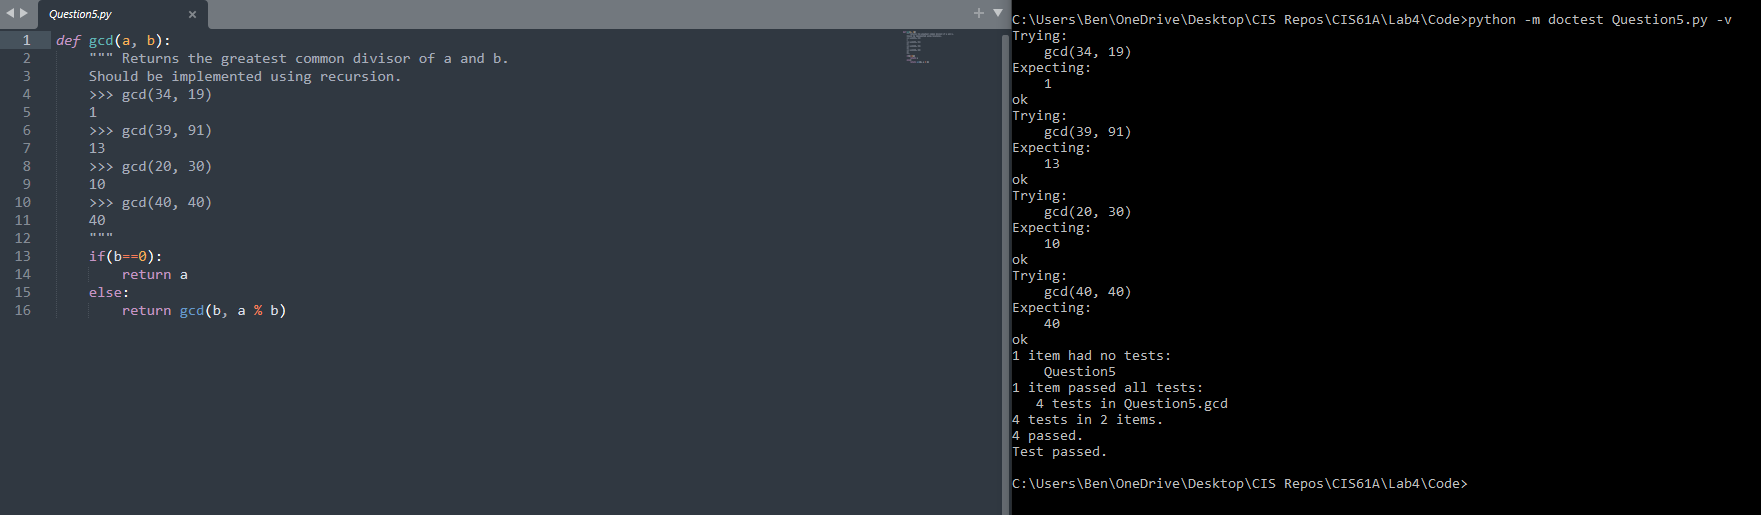 Question5.py
1 def gcd(a, b):
2 """ Returns the greatest common divisor of a and b.
3 Should be implemented using recursion.
4 >>> gcd(34, 19)
5 1
6 >>> gcd(39, 91)
7 13
8 >>> gcd(20, 30)
9 10
10 >>> gcd(40, 40)
11 40
12 """
13 if(b==0):
14 return a
15 else:
16 return gcd(b, a % b)
C:\Users\Ben\OneDrive\Desktop\CIS Repos\CIS61A\Lab4\Code>python -m doctest Question5.py -v
Trying:
gcd(34, 19)
Expecting:
1
ok
Trying:
gcd(39, 91)
Expecting:
13
ok
Trying:
gcd(20, 30)
Expecting:
10
ok
Trying:
gcd(40, 40)
Expecting:
40
ok
1 item had no tests:
Question5
1 item passed all tests:
4 tests in Question5.gcd
4 tests in 2 items.
4 passed.
Test passed.
C:\Users\Ben\OneDrive\Desktop\CIS Repos\CIS61A\Lab4\Code>